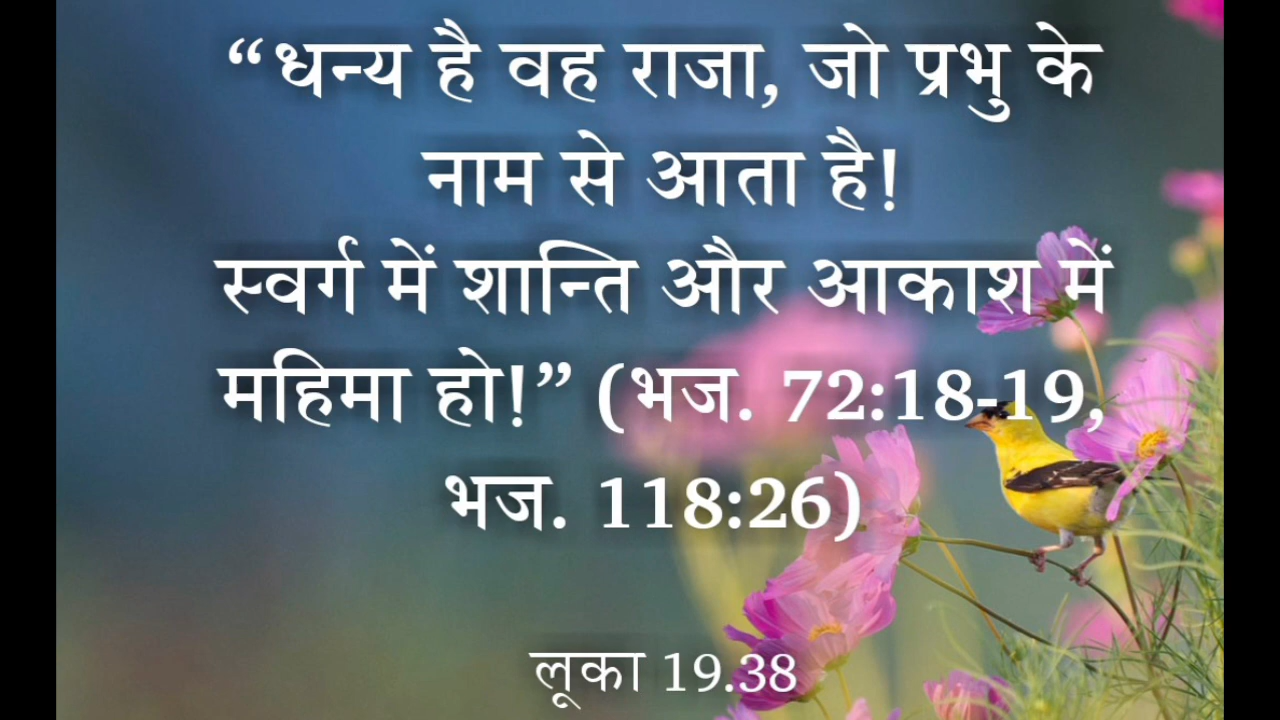 “धन्य है वह राजा, जो प्रभु के
नाम से आता है!
स्वर्ग में शान्ति और आकाश में
महिमा हो!” (भज. 72:18-19,
भज. 118:26)
लूका 19.38